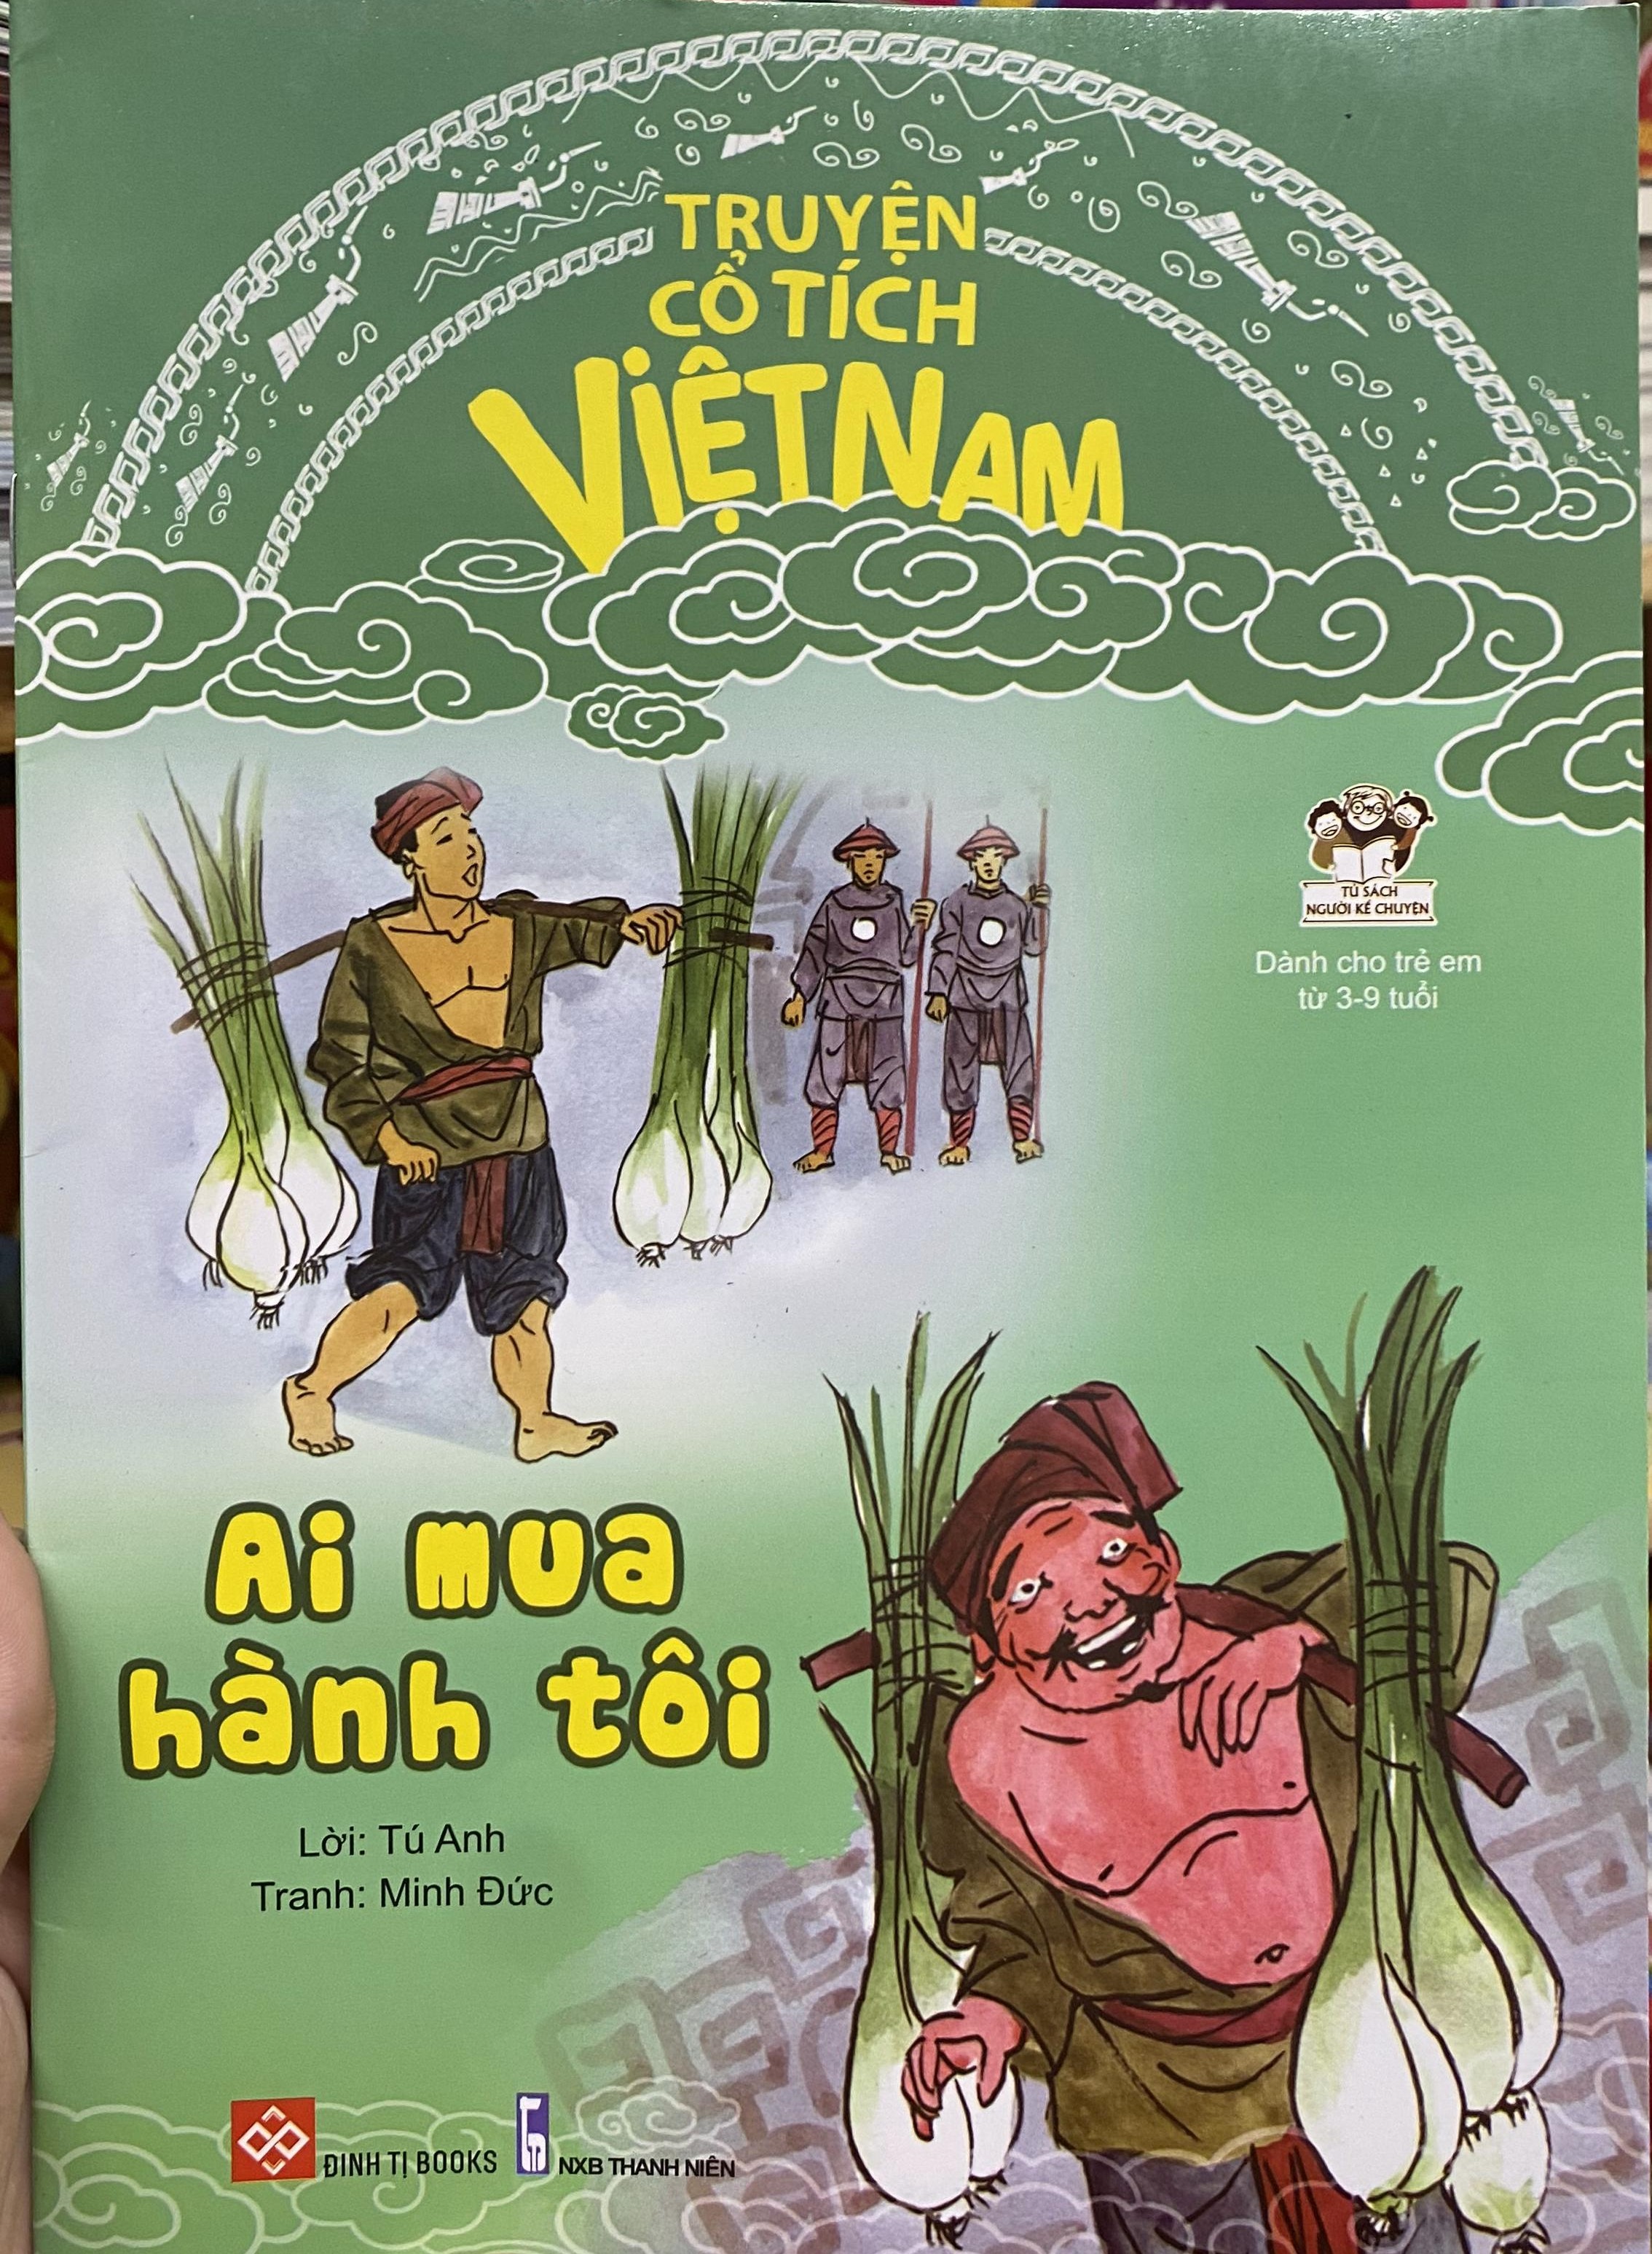 TRUYỆN
CỔ TÍCH
VIỆT NAM
TỦ SÁCH
NGƯỜI KỂ CHUYỆN
Dành cho trẻ em
từ 3-9 tuổi
Ai mua
hành tôi
Lời: Tú Anh
Tranh: Minh Đức
ĐINH TỊ BOOKS
NXB THANH NIÊN